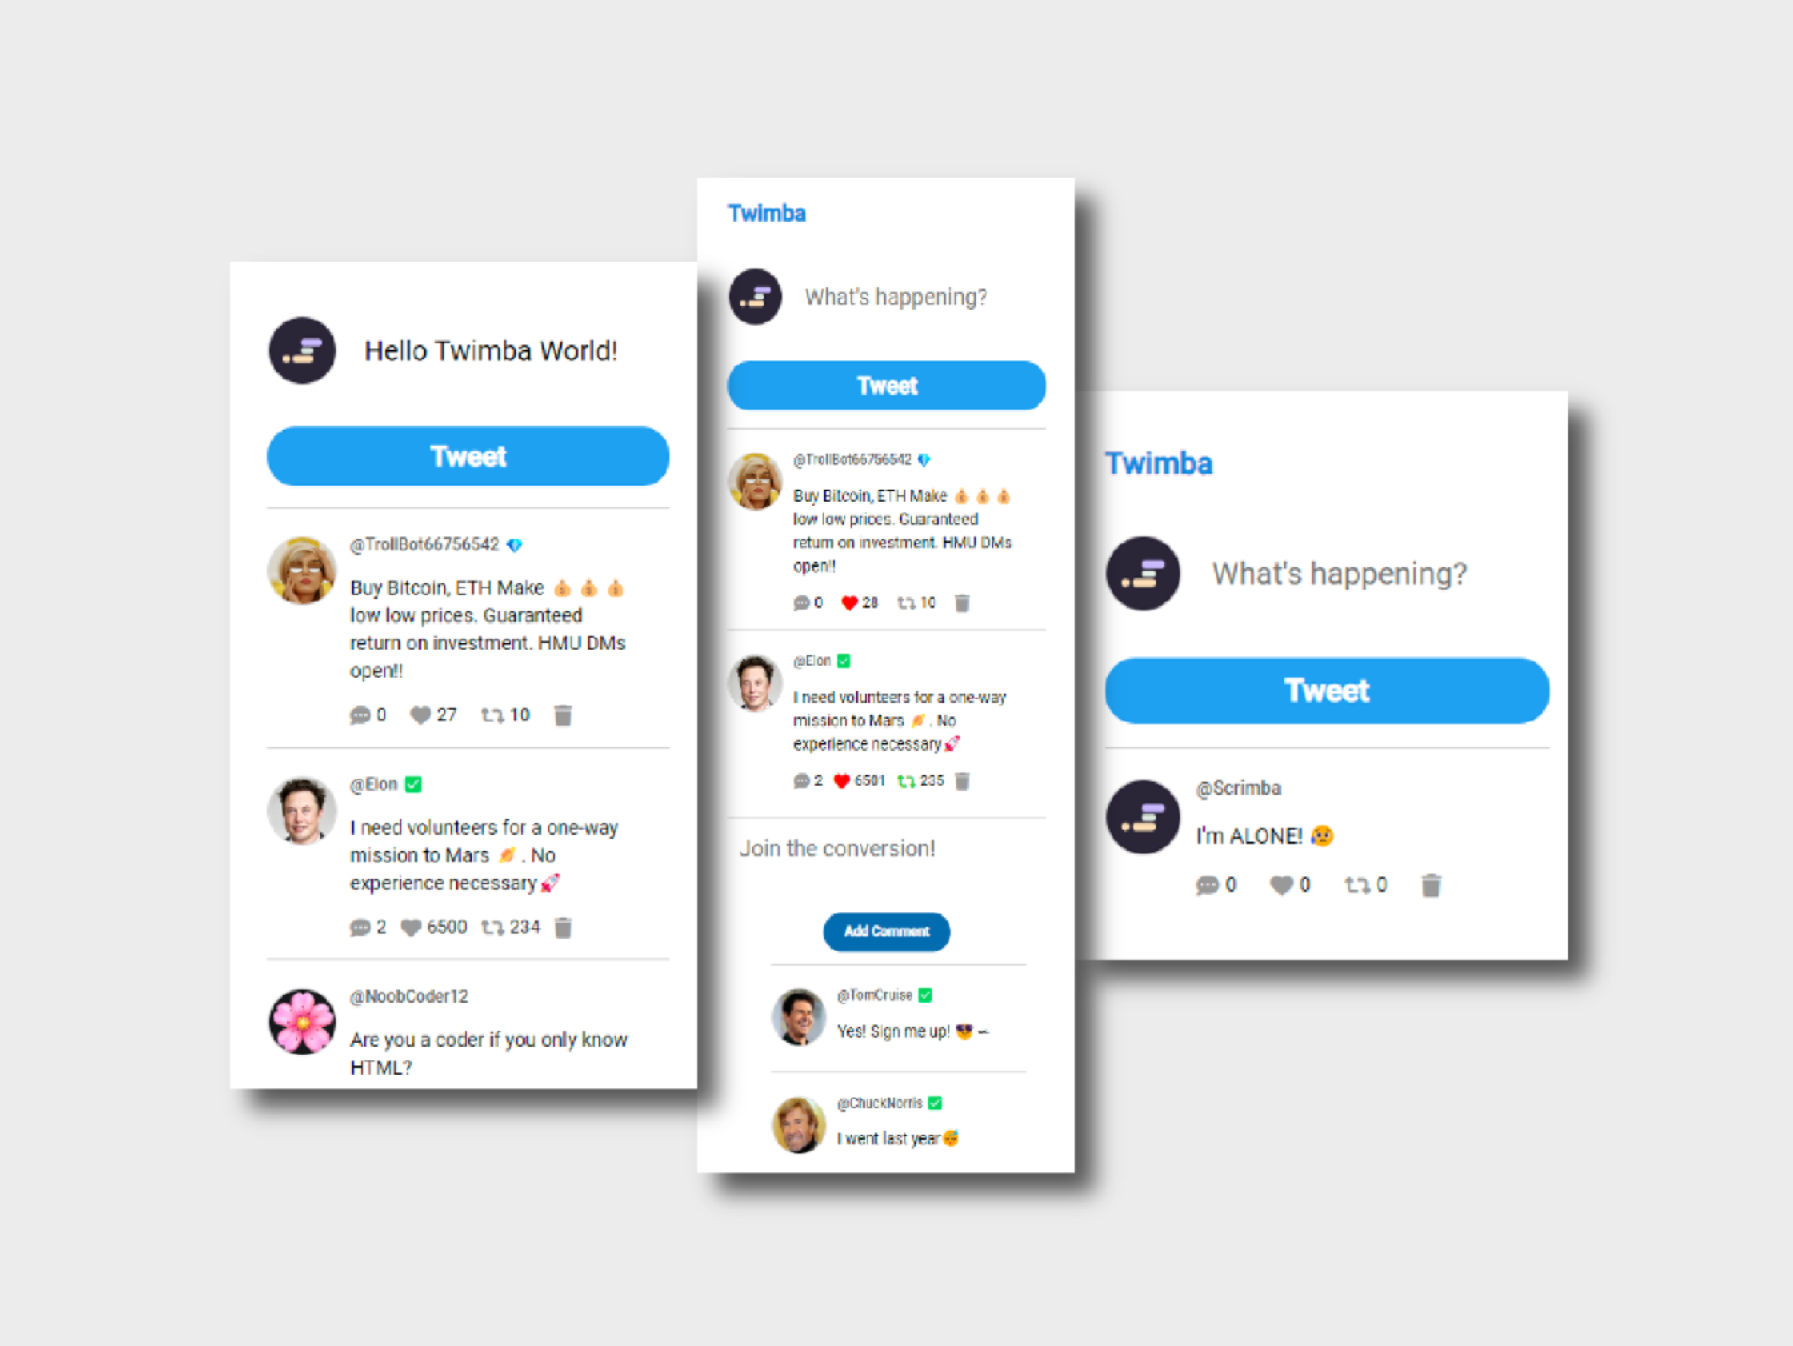 Hello Twimba World!
Tweet
@TrollBot66756542 💎
Buy Bitcoin, ETH Make 💰 💰 💰
low low prices. Guaranteed
return on investment. HMU DMs
open!!
0 27 10
@Elon ✅
I need volunteers for a one-way
mission to Mars 🪐. No
experience necessary🚀
2 6500 234
@NoobCoder12
Are you a coder if you only know
HTML?
Twimba
What's happening?
Tweet
@TrollBot66756542 💎
Buy Bitcoin, ETH Make 💰 💰 💰
low low prices. Guaranteed
return on investment. HMU DMs
open!!
0 28 10
@Elon ✅
I need volunteers for a one-way
mission to Mars 🪐. No
experience necessary🚀
2 6501 235
Join the conversion!
Add Comment
@TomCruise ✅
Yes! Sign me up! 😎
@ChuckNorris ✅
I went last year😴
Twimba
What's happening?
Tweet
@Scrimba
I'm ALONE! 😥
0 0 0